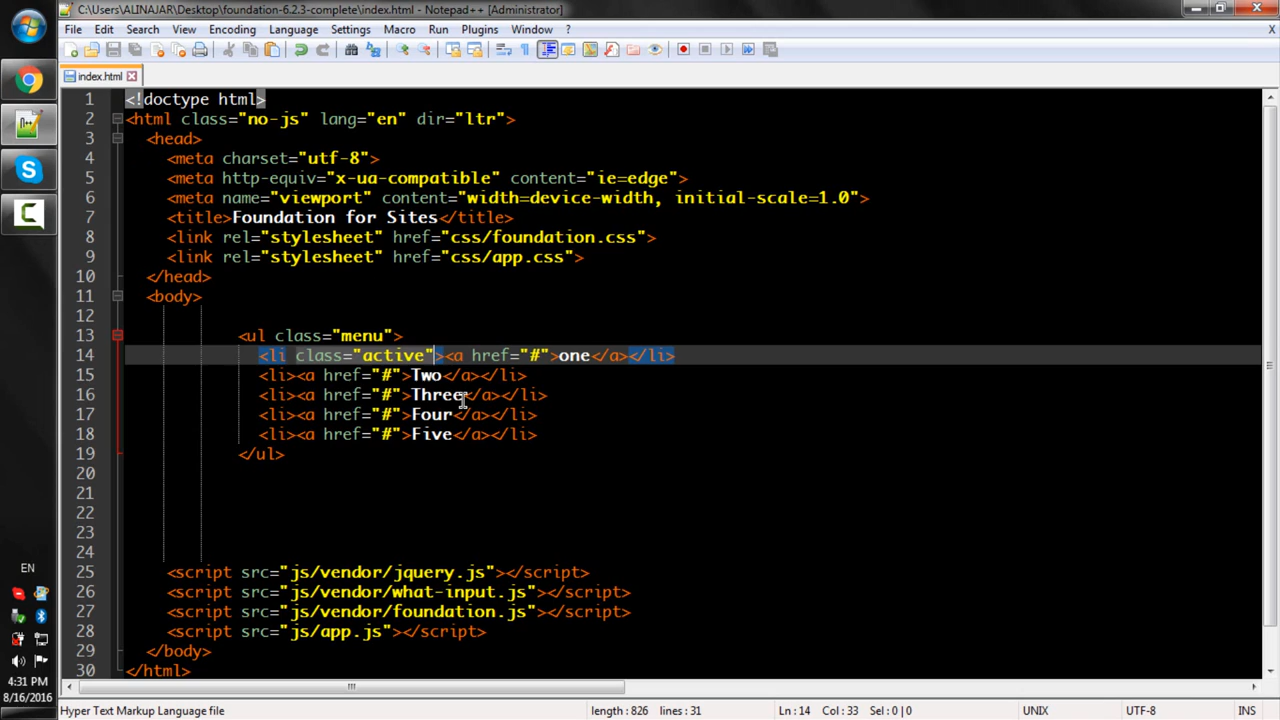 C:\Users\ALINAJAR\Desktop\foundation-6.2.3-complete\index.html - Notepad++ [Administrator]
File Edit Search View Encoding Language Settings Macro Run Plugins Window ? X
index.html
1 <!doctype html>
2 <html class="no-js" lang="en" dir="ltr">
3 <head>
4 <meta charset="utf-8">
5 <meta http-equiv="x-ua-compatible" content="ie=edge">
6 <meta name="viewport" content="width=device-width, initial-scale=1.0">
7 <title>Foundation for Sites</title>
8 <link rel="stylesheet" href="css/foundation.css">
9 <link rel="stylesheet" href="css/app.css">
10 </head>
11 <body>
12
13 <ul class="menu">
14 <li class="active"><a href="#">one</a></li>
15 <li><a href="#">Two</a></li>
16 <li><a href="#">Three</a></li>
17 <li><a href="#">Four</a></li>
18 <li><a href="#">Five</a></li>
19 </ul>
20
21
22
23
24
25 <script src="js/vendor/jquery.js"></script>
26 <script src="js/vendor/what-input.js"></script>
27 <script src="js/vendor/foundation.js"></script>
28 <script src="js/app.js"></script>
29 </body>
30 </html>
EN
4:31 PM
8/16/2016
Hyper Text Markup Language file length : 826 lines : 31 Ln : 14 Col : 33 Sel : 0 | 0 UNIX UTF-8 INS